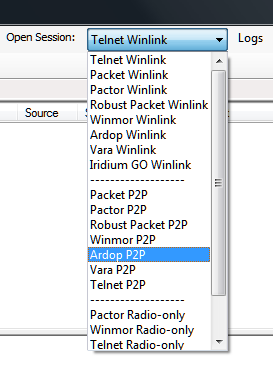 Open Session: Telnet Winlink Logs
Telnet Winlink
Packet Winlink
Pactor Winlink
Robust Packet Winlink
Winmor Winlink
Ardop Winlink
Vara Winlink
Iridium GO Winlink
-------------------
Packet P2P
Pactor P2P
Robust Packet P2P
Winmor P2P
Ardop P2P
Vara P2P
Telnet P2P
-------------------
Pactor Radio-only
Winmor Radio-only
Telnet Radio-only
Source